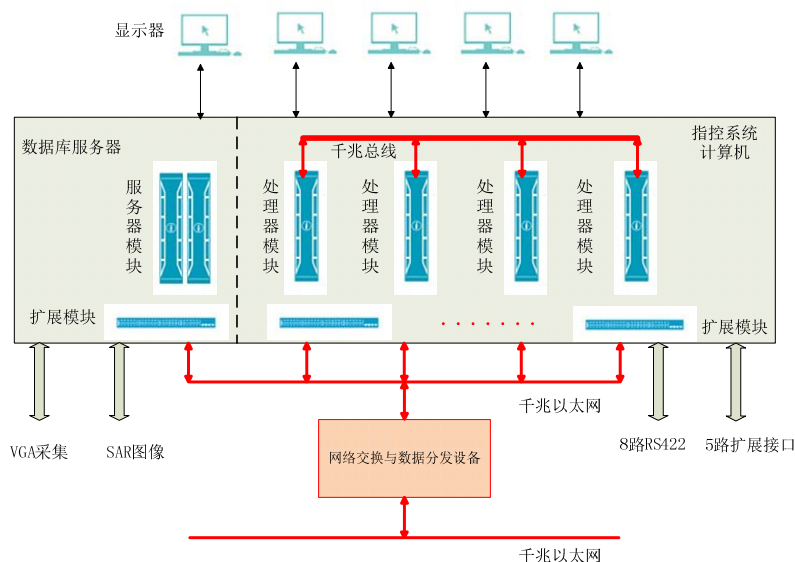 显示器
数据库服务器
千兆总线
指控系统
计算机
服务器模块
处理器模块
处理器模块
处理器模块
处理器模块
扩展模块
扩展模块
千兆以太网
VGA采集
SAR图像
8路RS422
5路扩展接口
网络交换与数据分发设备
千兆以太网